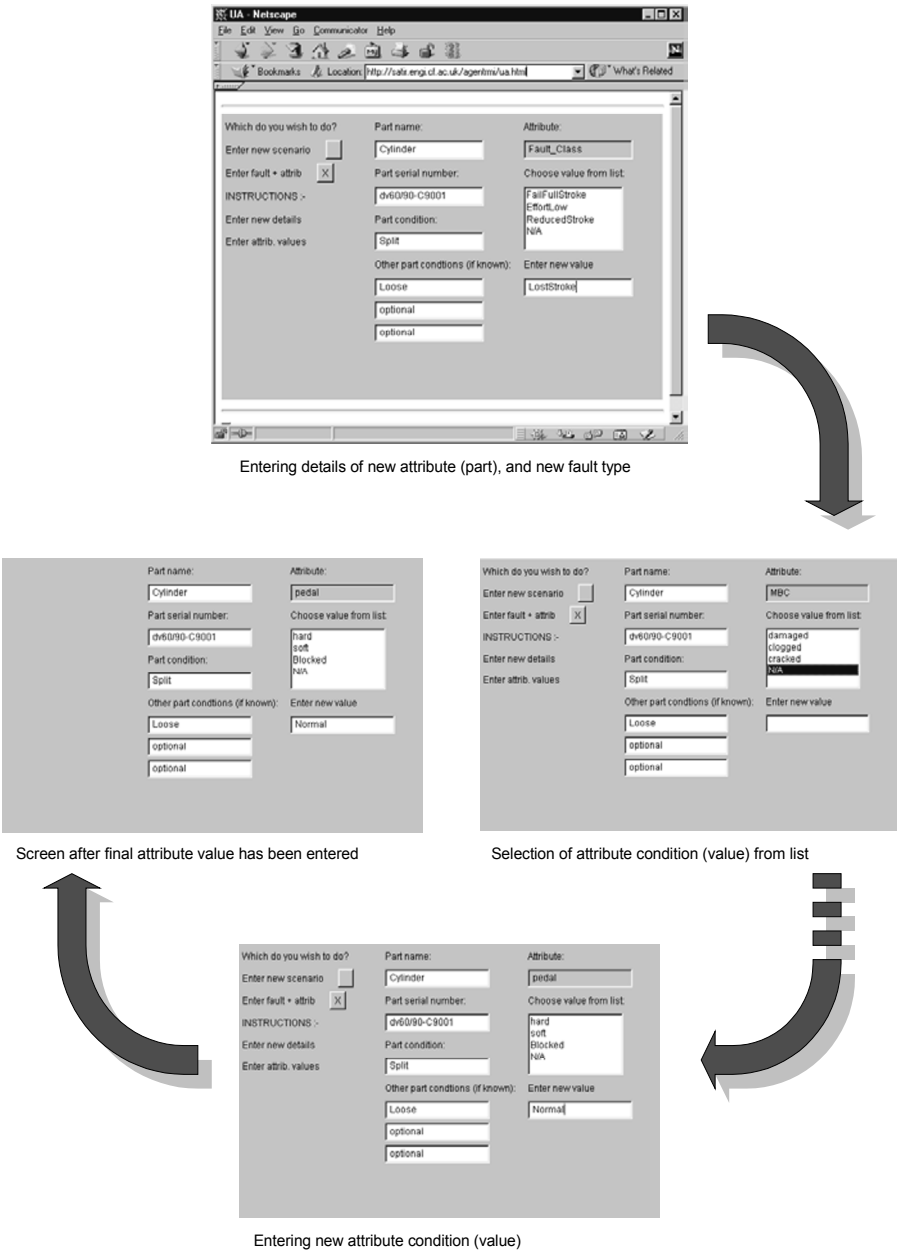 UA - Netscape
File Edit View Go Communicator Help
Bookmarks Location: http://satx.engi.cf.ac.uk/agentrmi/ua.html What's Related
Which do you wish to do?
Enter new scenario
Enter fault + attrib X
INSTRUCTIONS :-
Enter new details
Enter attrib. values
Part name:
Cylinder
Part serial number:
dv60/90-C9001
Part condition:
Split
Other part condtions (if known):
Loose
optional
optional
Attribute:
Fault_Class
Choose value from list:
FailFullStroke
EffortLow
ReducedStroke
N/A
Enter new value
LostStroke
Entering details of new attribute (part), and new fault type
Part name:
Cylinder
Part serial number:
dv60/90-C9001
Part condition:
Split
Other part condtions (if known):
Loose
optional
optional
Attribute:
pedal
Choose value from list:
hard
soft
Blocked
N/A
Enter new value
Normal
Screen after final attribute value has been entered
Which do you wish to do?
Enter new scenario
Enter fault + attrib X
INSTRUCTIONS :-
Enter new details
Enter attrib. values
Part name:
Cylinder
Part serial number:
dv60/90-C9001
Part condition:
Split
Other part condtions (if known):
Loose
optional
optional
Attribute:
MBC
Choose value from list:
damaged
clogged
cracked
N/A
Enter new value
Selection of attribute condition (value) from list
Which do you wish to do?
Enter new scenario
Enter fault + attrib X
INSTRUCTIONS :-
Enter new details
Enter attrib. values
Part name:
Cylinder
Part serial number:
dv60/90-C9001
Part condition:
Split
Other part condtions (if known):
Loose
optional
optional
Attribute:
pedal
Choose value from list:
hard
soft
Blocked
N/A
Enter new value
Normal
Entering new attribute condition (value)